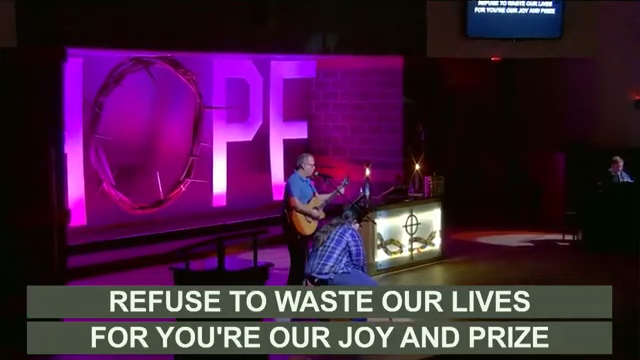 REFUSE TO WASTE OUR LIVES
FOR YOU'RE OUR JOY AND PRIZE
HOPE
REFUSE TO WASTE OUR LIVES
FOR YOU'RE OUR JOY AND PRIZE